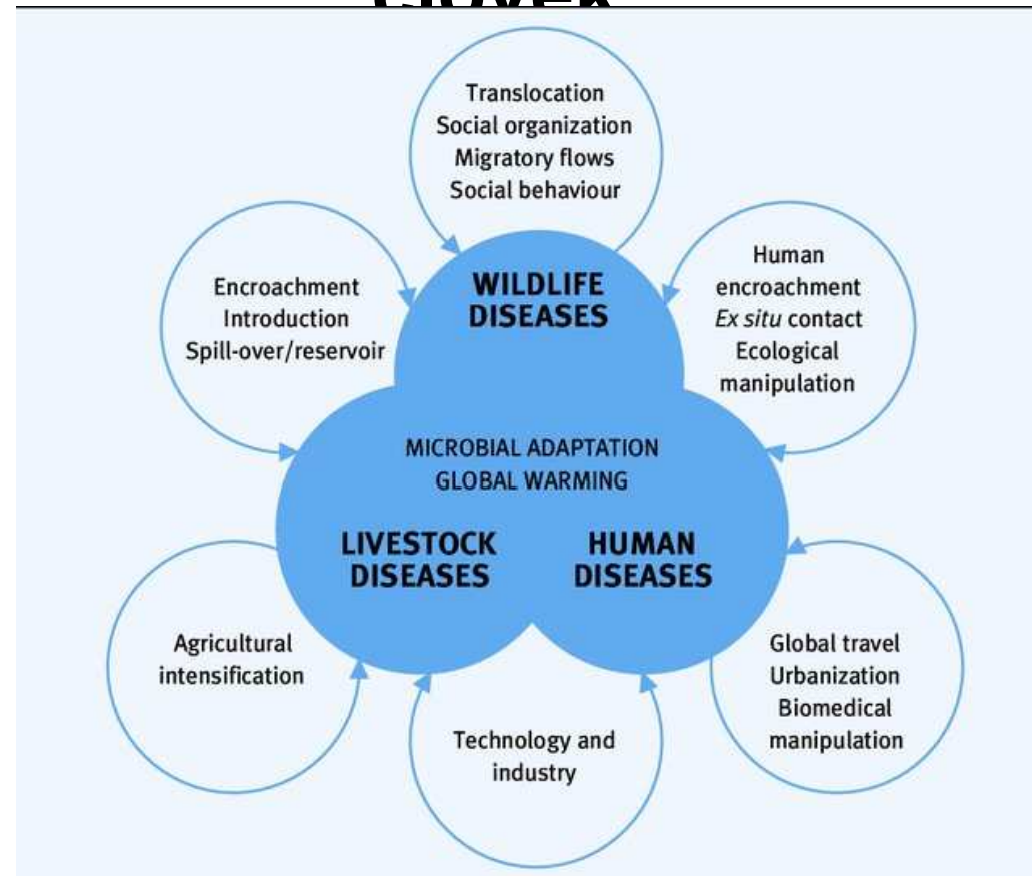 Translocation
Social organization
Migratory flows
Social behaviour
Encroachment
Introduction
Spill-over/reservoir
WILDLIFE
DISEASES
Human
encroachment
Ex situ contact
Ecological
manipulation
MICROBIAL ADAPTATION
GLOBAL WARMING
LIVESTOCK
DISEASES
HUMAN
DISEASES
Agricultural
intensification
Technology and
industry
Global travel
Urbanization
Biomedical
manipulation